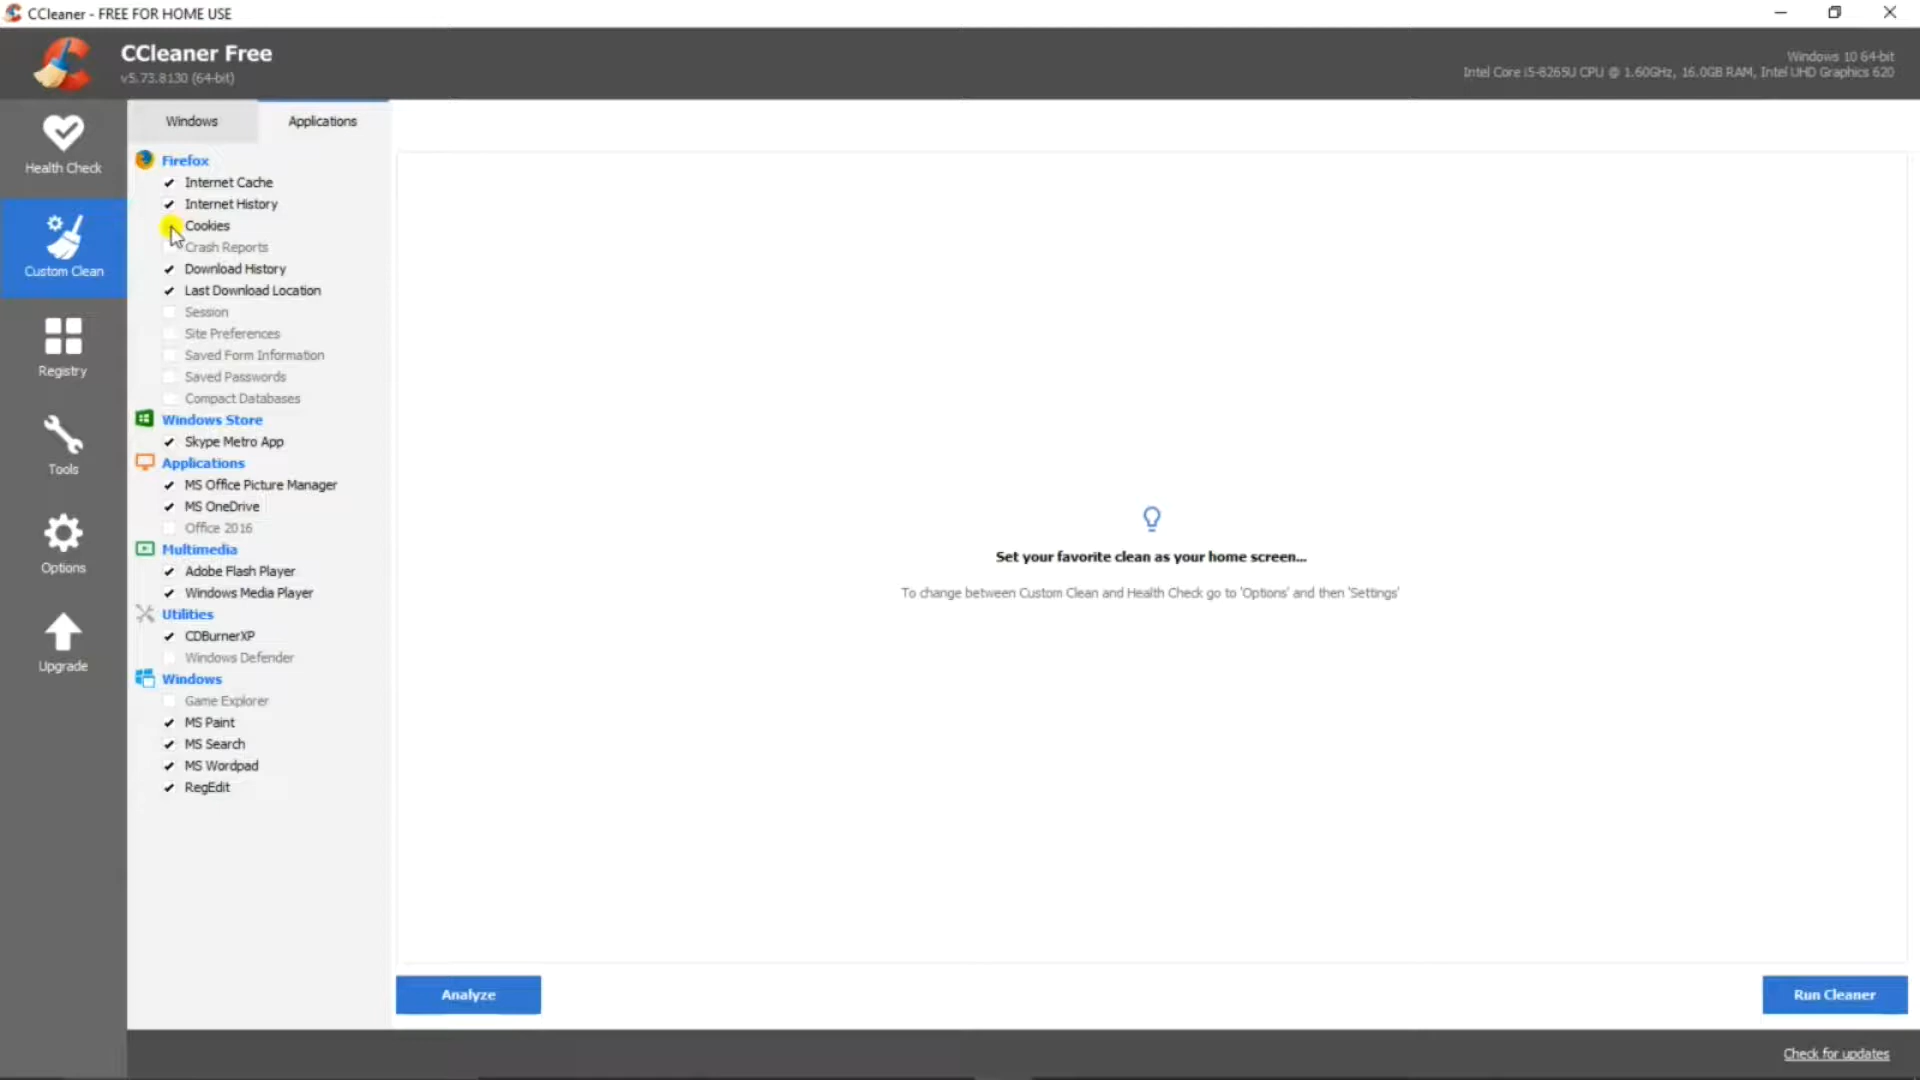 CCleaner - FREE FOR HOME USE
CCleaner Free
v5.73.8130 (64-bit)
Windows 10 64-bit
Intel Core i5-8265U CPU @ 1.60GHz, 16.0GB RAM, Intel UHD Graphics 620
Health Check
Custom Clean
Registry
Tools
Options
Upgrade
Windows
Applications
Firefox
Internet Cache
Internet History
Cookies
Crash Reports
Download History
Last Download Location
Session
Site Preferences
Saved Form Information
Saved Passwords
Compact Databases
Windows Store
Skype Metro App
Applications
MS Office Picture Manager
MS OneDrive
Office 2016
Multimedia
Adobe Flash Player
Windows Media Player
Utilities
CDBurnerXP
Windows Defender
Windows
Game Explorer
MS Paint
MS Search
MS Wordpad
RegEdit
Set your favorite clean as your home screen...
To change between Custom Clean and Health Check go to 'Options' and then 'Settings'
Analyze
Run Cleaner
Check for updates